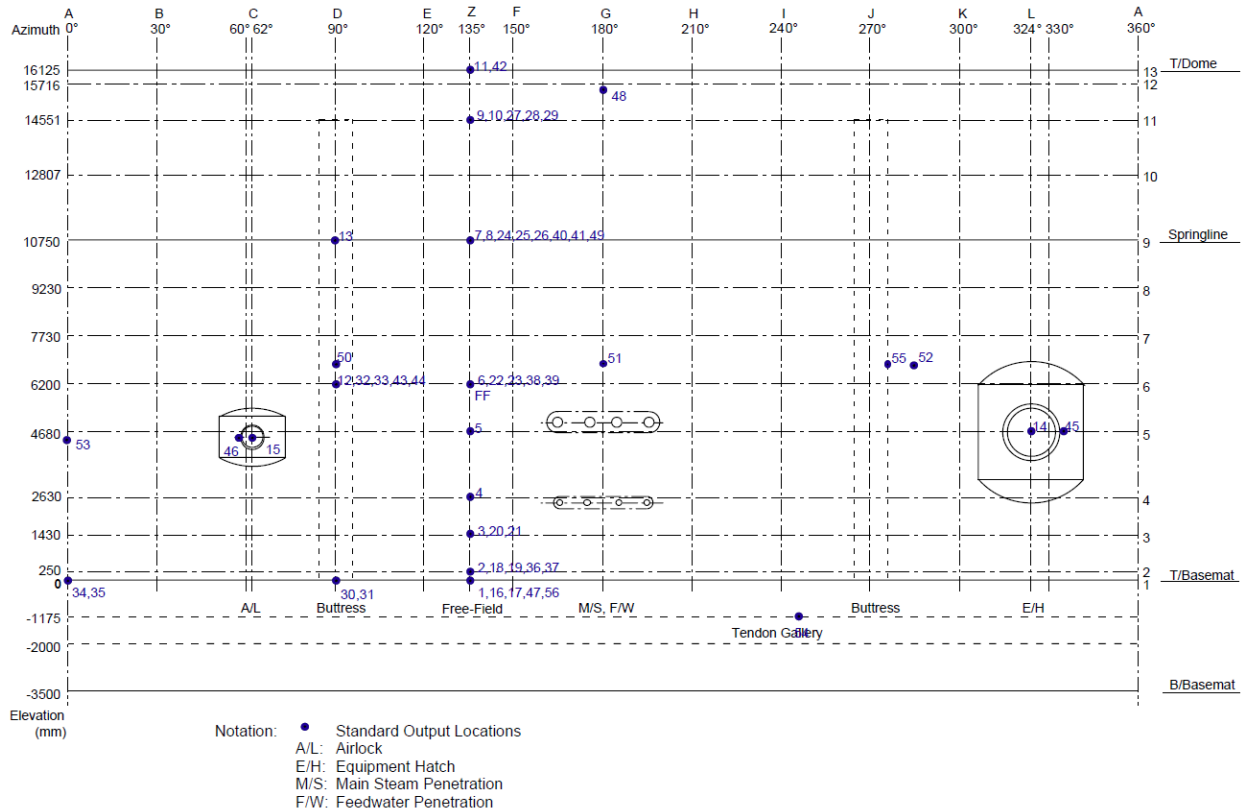 A B C D E Z F G H I J K L A
Azimuth 0° 30° 60° 62° 90° 120° 135° 150° 180° 210° 240° 270° 300° 324° 330° 360°
16125 11,42 13 T/Dome
15716 48 12
14551 9,10,27,28,29 11
12807 10
10750 13 7,8,24,25,26,40,41,49 9 Springline
9230 8
7730 7
50 51 55 52
6200 12,32,33,43,44 6,22,23,38,39 6
FF
4680 5 14 45 5
53 46 15
2630 4 4
1430 3,20,21 3
250 2,18,19,36,37 2 T/Basemat
0 1
34,35 30,31 1,16,17,47,56
A/L Buttress Free-Field M/S, F/W Buttress E/H
-1175
Tendon Gallery
54
-2000
-3500 B/Basemat
Elevation
(mm)
Notation: Standard Output Locations
A/L: Airlock
E/H: Equipment Hatch
M/S: Main Steam Penetration
F/W: Feedwater Penetration